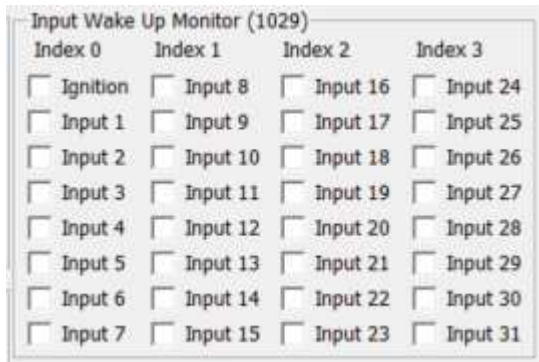 Input Wake Up Monitor (1029)
Index 0 Index 1 Index 2 Index 3
Ignition Input 8 Input 16 Input 24
Input 1 Input 9 Input 17 Input 25
Input 2 Input 10 Input 18 Input 26
Input 3 Input 11 Input 19 Input 27
Input 4 Input 12 Input 20 Input 28
Input 5 Input 13 Input 21 Input 29
Input 6 Input 14 Input 22 Input 30
Input 7 Input 15 Input 23 Input 31